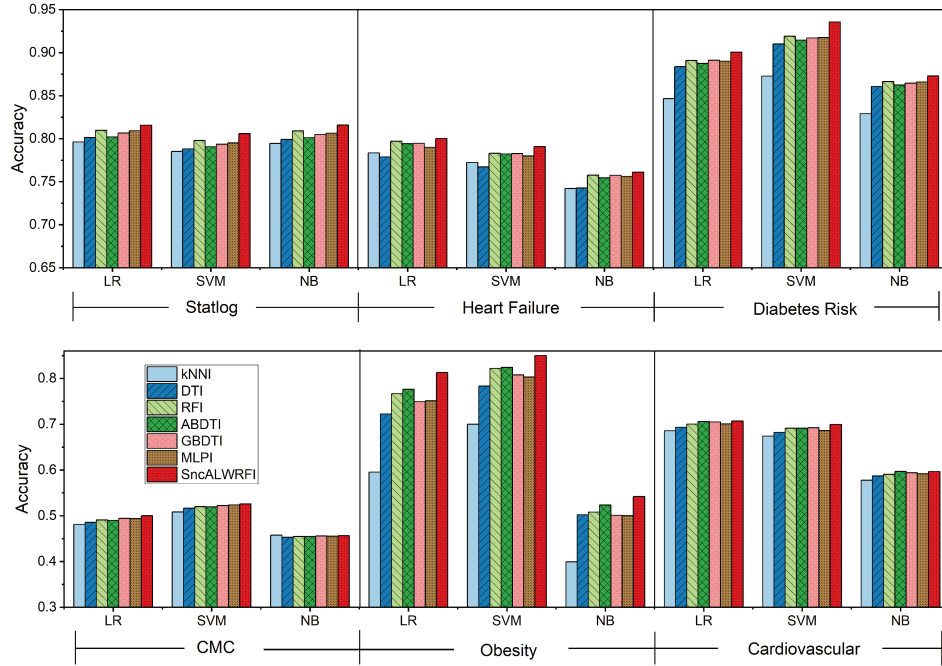 0.95
0.90
0.85
0.80
0.75
0.70
0.65
Accuracy
LR SVM NB LR SVM NB LR SVM NB
Statlog Heart Failure Diabetes Risk
0.8
0.7
0.6
0.5
0.4
0.3
Accuracy
kNNI
DTI
RFI
ABDTI
GBDTI
MLPI
SncALWRFI
LR SVM NB LR SVM NB LR SVM NB
CMC Obesity Cardiovascular